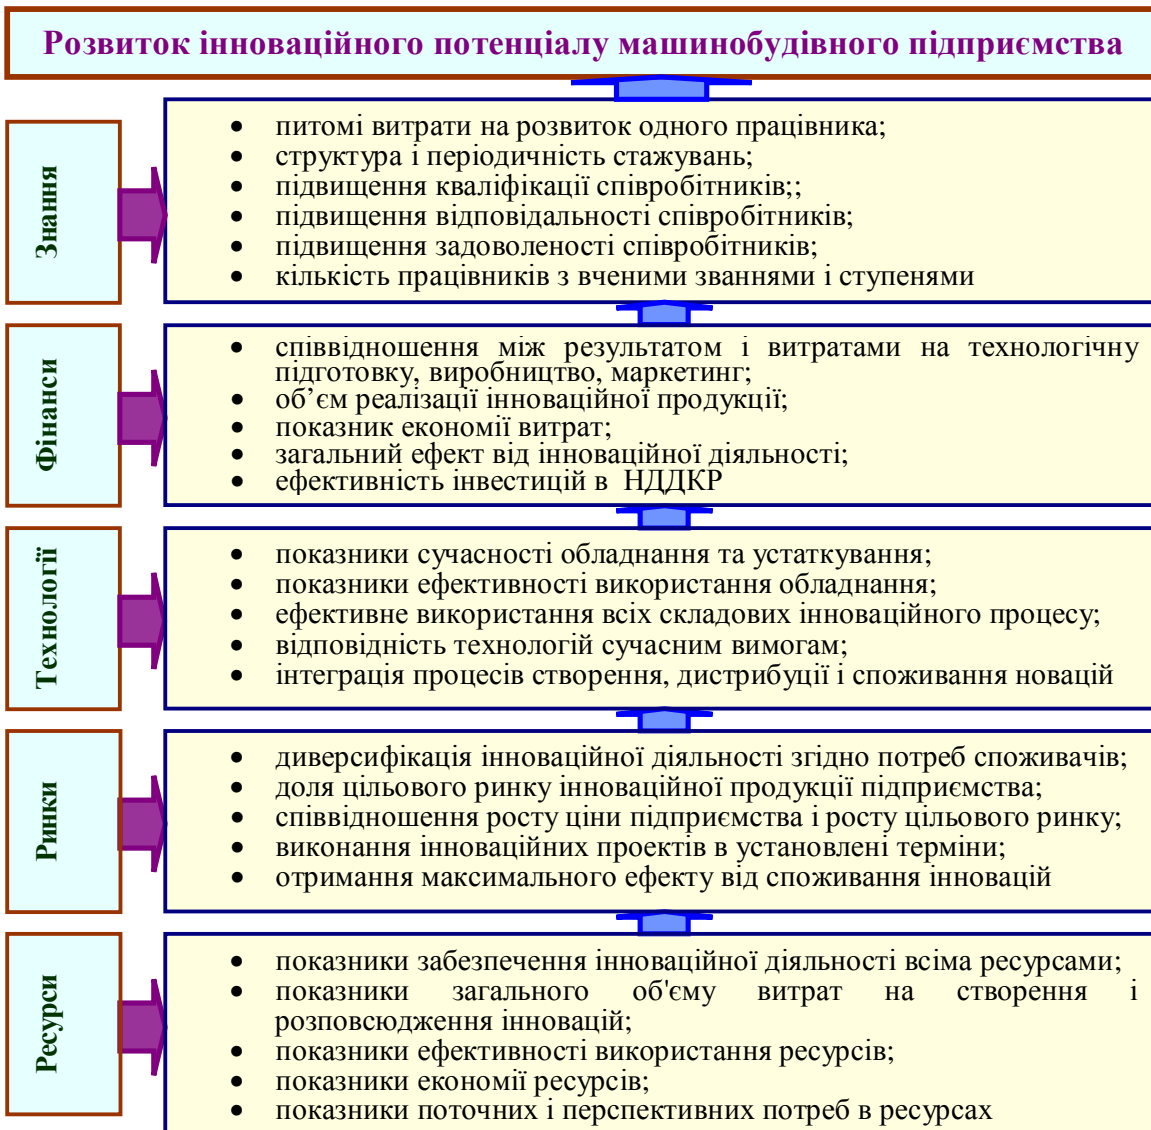 Розвиток інноваційного потенціалу машинобудівного підприємства
Знання
• питомі витрати на розвиток одного працівника;
• структура і періодичність стажувань;
• підвищення кваліфікації співробітників;;
• підвищення відповідальності співробітників;
• підвищення задоволеності співробітників;
• кількість працівників з вченими званнями і ступенями
Фінанси
• співвідношення між результатом і витратами на технологічну
підготовку, виробництво, маркетинг;
• об’єм реалізації інноваційної продукції;
• показник економії витрат;
• загальний ефект від інноваційної діяльності;
• ефективність інвестицій в НДДКР
Технології
• показники сучасності обладнання та устаткування;
• показники ефективності використання обладнання;
• ефективне використання всіх складових інноваційного процесу;
• відповідність технологій сучасним вимогам;
• інтеграція процесів створення, дистрибуції і споживання новацій
Ринки
• диверсифікація інноваційної діяльності згідно потреб споживачів;
• доля цільового ринку інноваційної продукції підприємства;
• співвідношення росту ціни підприємства і росту цільового ринку;
• виконання інноваційних проектів в установлені терміни;
• отримання максимального ефекту від споживання інновацій
Ресурси
• показники забезпечення інноваційної діяльності всіма ресурсами;
• показники загального об'єму витрат на створення і
розповсюдження інновацій;
• показники ефективності використання ресурсів;
• показники економії ресурсів;
• показники поточних і перспективних потреб в ресурсах